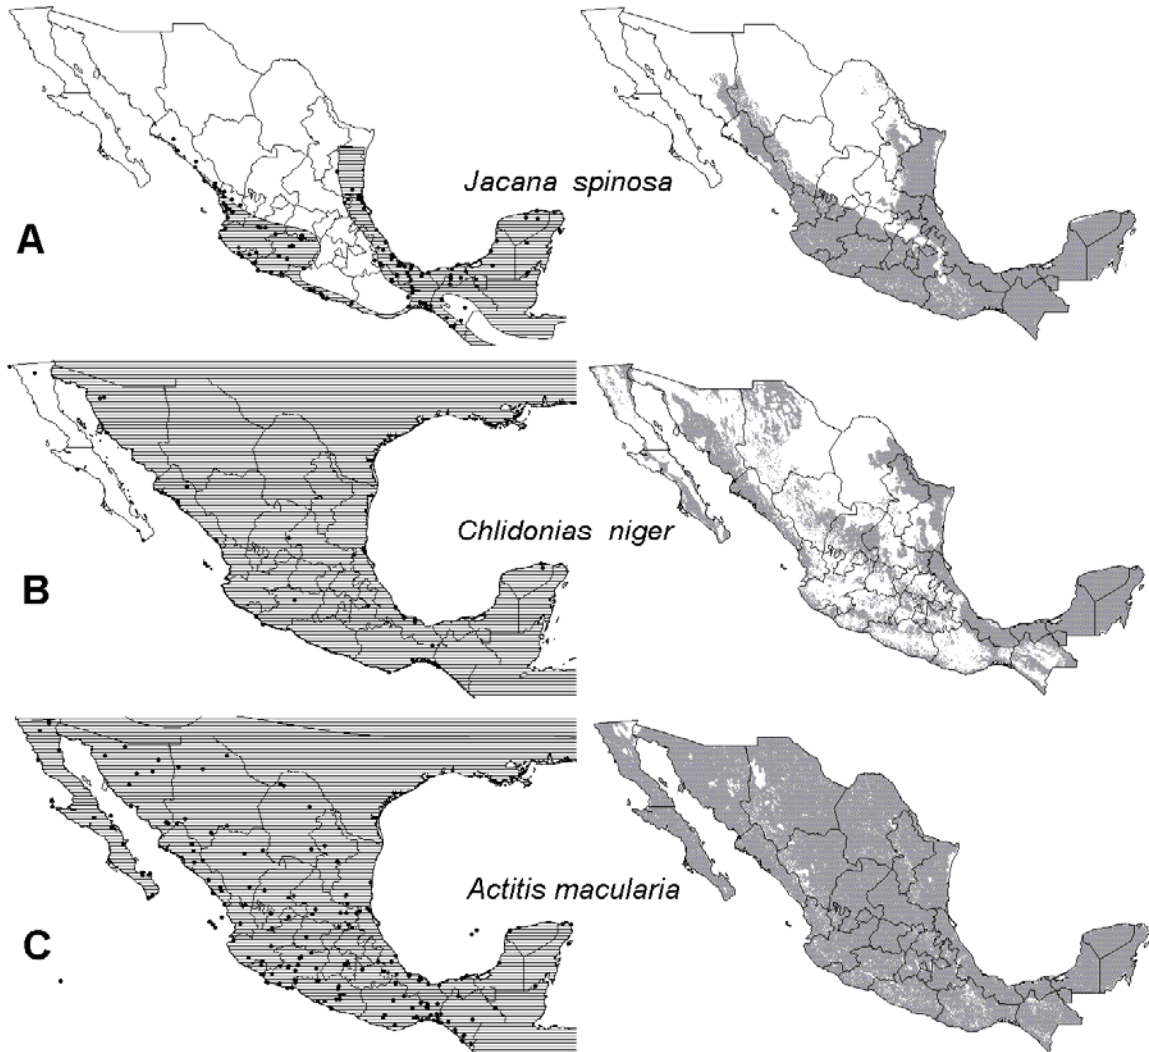 Jacana spinosa
A
Chlidonias niger
B
Actitis macularia
C